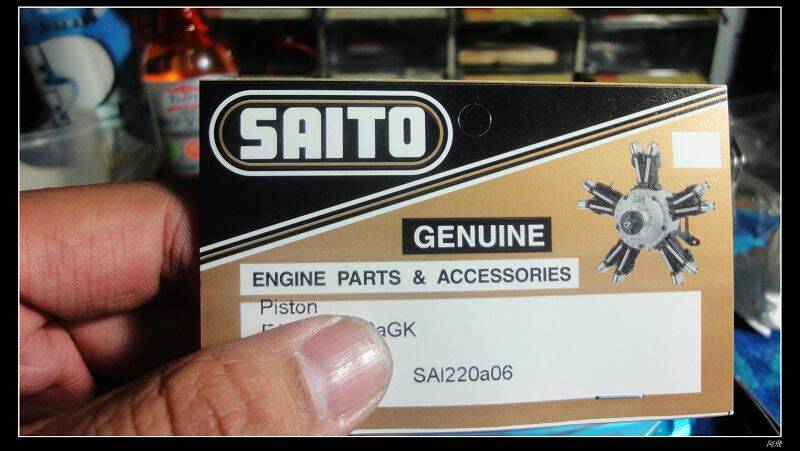 SAITO
GENUINE
ENGINE PARTS & ACCESSORIES
Piston
SAI220a06